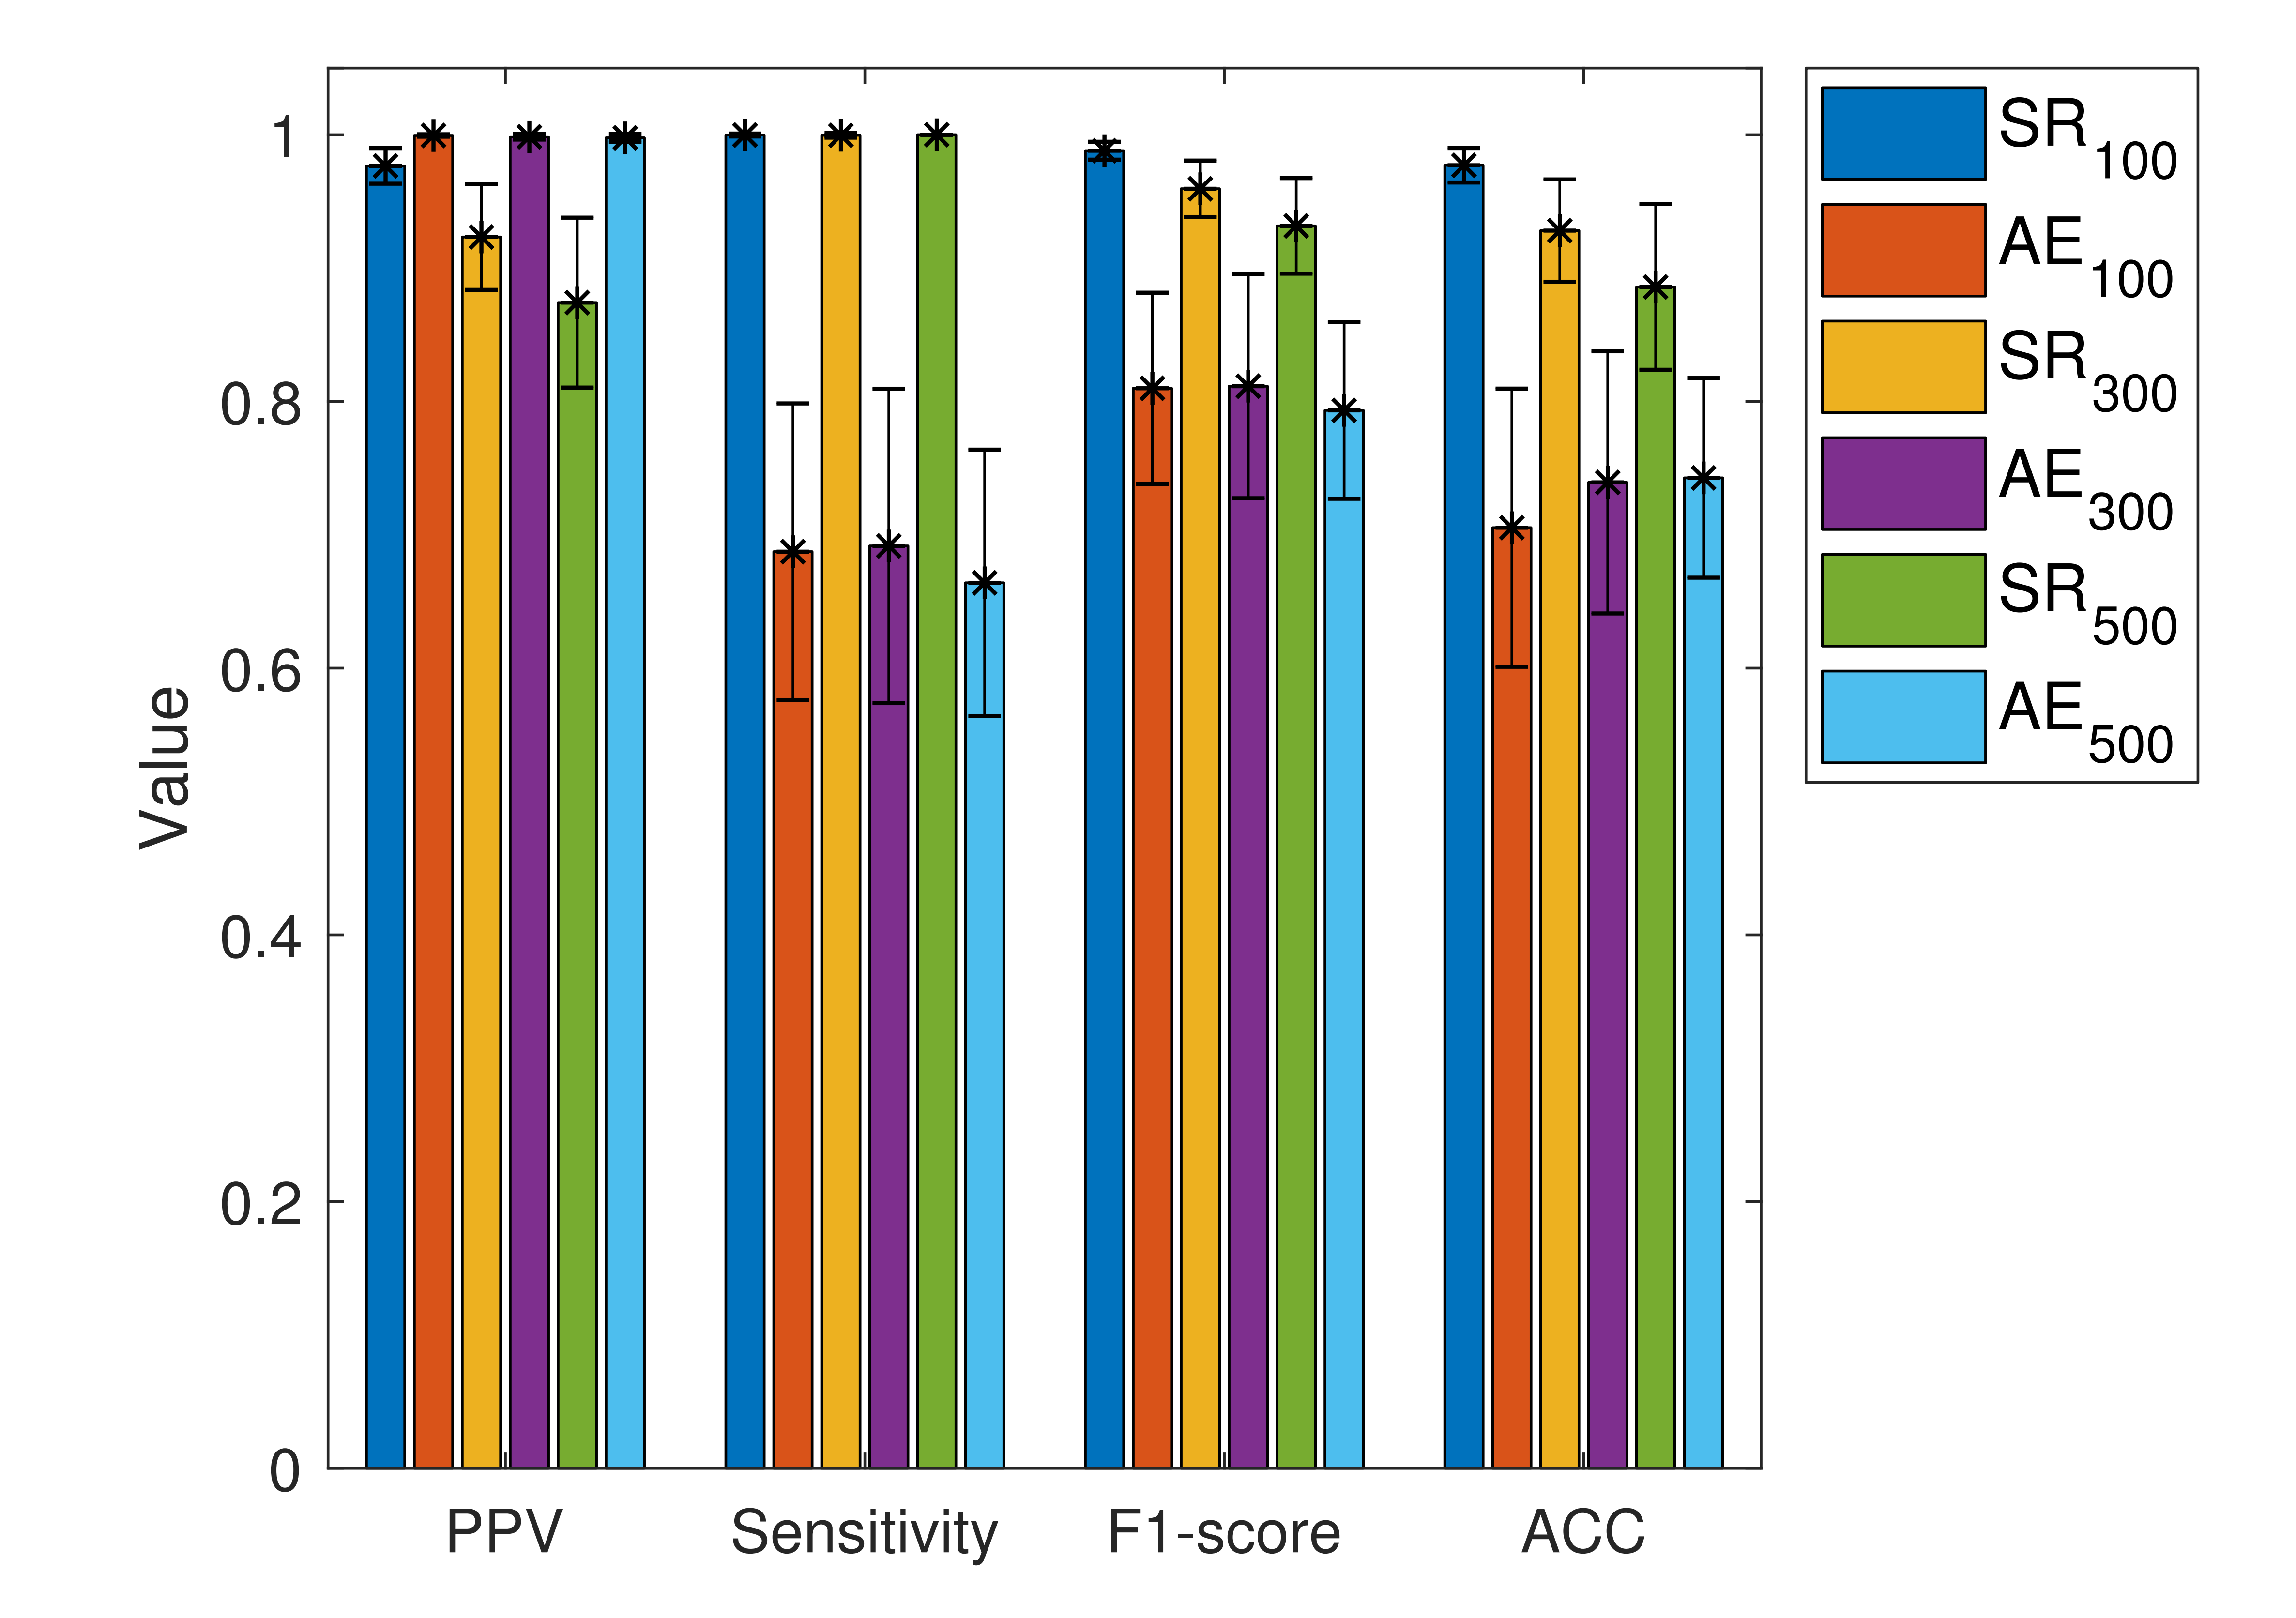 1
0.8
0.6
0.4
0.2
0
Value
PPV
Sensitivity
F1-score
ACC
SR100
AE100
SR300
AE300
SR500
AE500